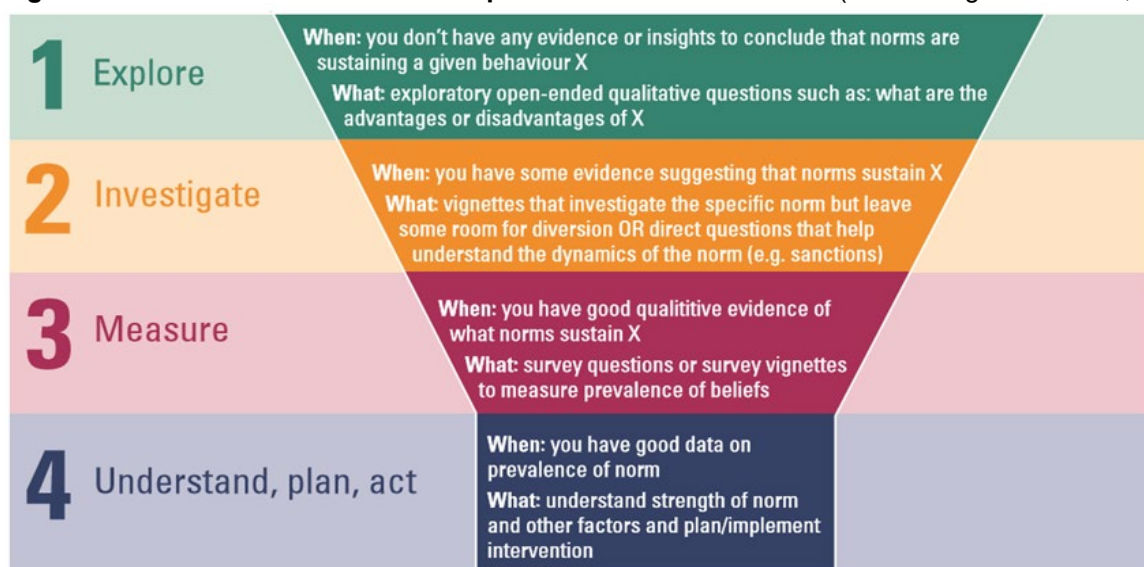 1 Explore
When: you don't have any evidence or insights to conclude that norms are
sustaining a given behaviour X
What: exploratory open-ended qualitative questions such as: what are the
advantages or disadvantages of X
2 Investigate
When: you have some evidence suggesting that norms sustain X
What: vignettes that investigate the specific norm but leave
some room for diversion OR direct questions that help
understand the dynamics of the norm (e.g. sanctions)
3 Measure
When: you have good qualititive evidence of
what norms sustain X
What: survey questions or survey vignettes
to measure prevalence of beliefs
4 Understand, plan, act
When: you have good data on
prevalence of norm
What: understand strength of norm
and other factors and plan/implement
intervention